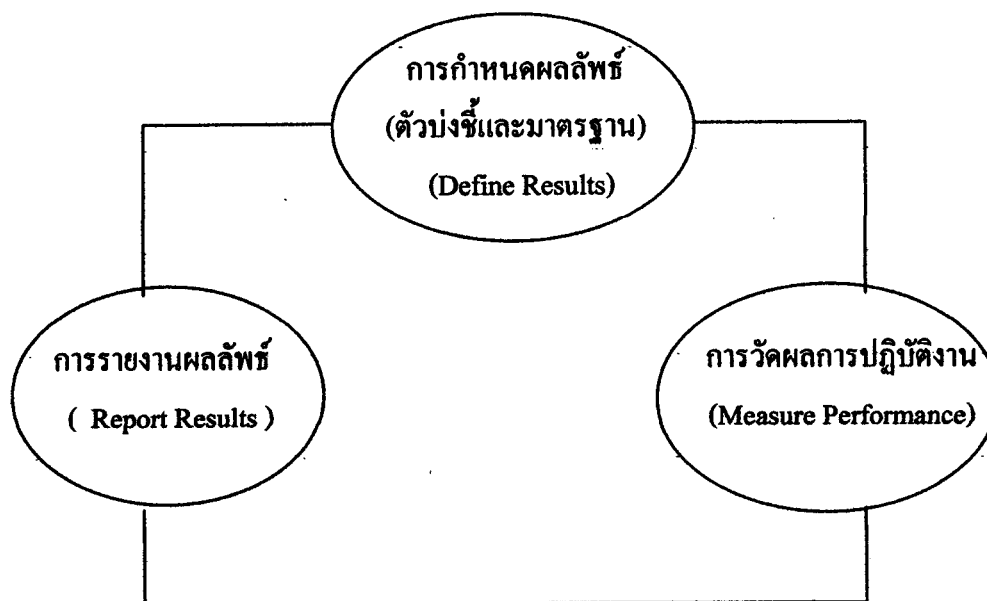 การกำหนดผลลัพธ์
(ตัวบ่งชี้และมาตรฐาน)
(Define Results)
การรายงานผลลัพธ์
( Report Results )
การวัดผลการปฏิบัติงาน
(Measure Performance)